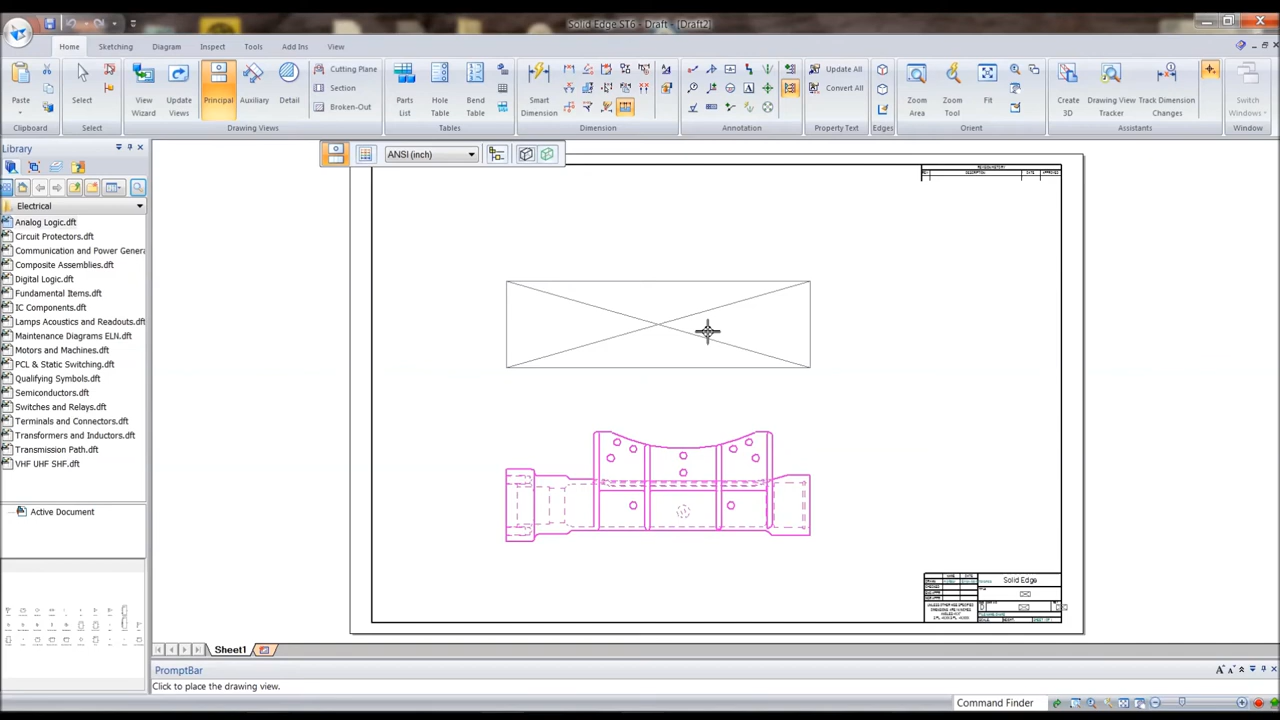 Solid Edge ST6 - Draft - [Draft2]
Home
Sketching
Diagram
Inspect
Tools
Add Ins
View
Paste
Clipboard
Select
Select
View Wizard
Update Views
Principal
Auxiliary
Detail
Cutting Plane
Section
Broken-Out
Drawing Views
Parts List
Hole Table
Bend Table
Tables
Smart Dimension
Dimension
Annotation
Update All
Convert All
Property Text
Edges
Zoom Area
Zoom Tool
Fit
Orient
Create 3D
Drawing View Tracker
Track Dimension Changes
Assistants
Switch Windows
Window
Library
ANSI (inch)
Electrical
Analog Logic.dft
Circuit Protectors.dft
Communication and Power Genera
Composite Assemblies.dft
Digital Logic.dft
Fundamental Items.dft
IC Components.dft
Lamps Acoustics and Readouts.dft
Maintenance Diagrams ELN.dft
Motors and Machines.dft
PCL & Static Switching.dft
Qualifying Symbols.dft
Semiconductors.dft
Switches and Relays.dft
Terminals and Connectors.dft
Transformers and Inductors.dft
Transmission Path.dft
VHF UHF SHF.dft
Active Document
REVISION HISTORY
REV DESCRIPTION DATE APPROVED
Solid Edge
Sheet1
PromptBar
Click to place the drawing view.
Command Finder